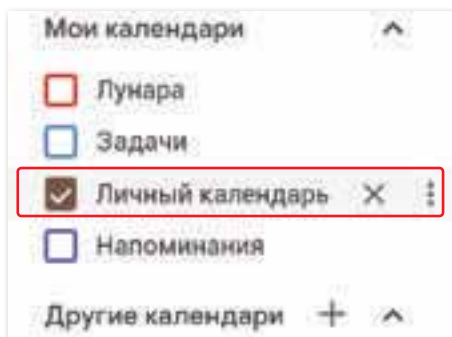 Мои календари
Лунара
Задачи
Личный календарь
Напоминания
Другие календари